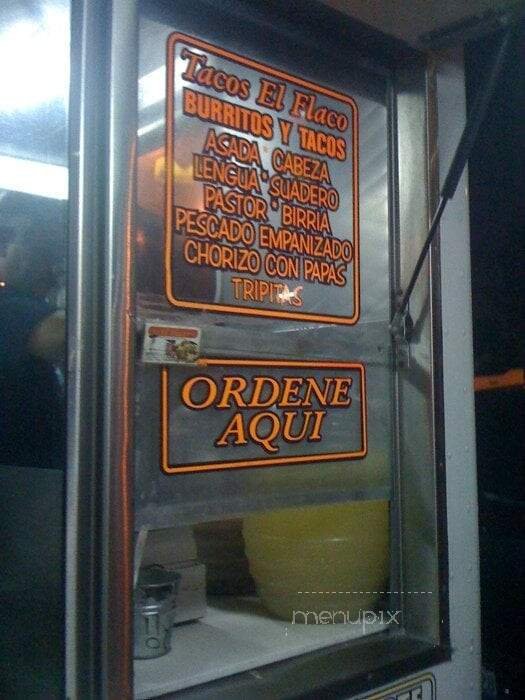 Tacos El Flaco
BURRITOS Y TACOS
ASADA * CABEZA
LENGUA * SUADERO
PASTOR * BIRRIA
PESCADO EMPANIZADO
CHORIZO CON PAPAS
TRIPITAS
ORDENE
AQUI
menupix